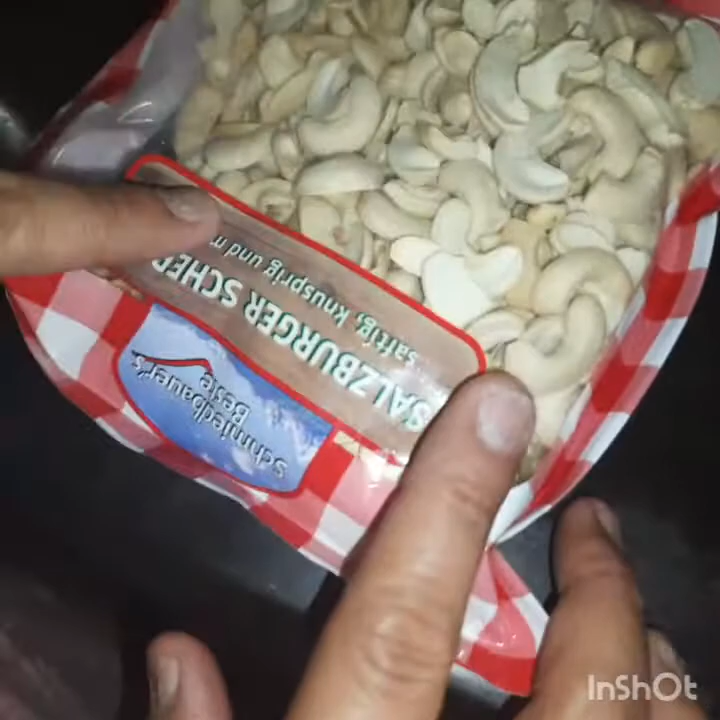 Schmiedbauer's
Beste
SALZBURGER
saftig, knusprig und
InShOt